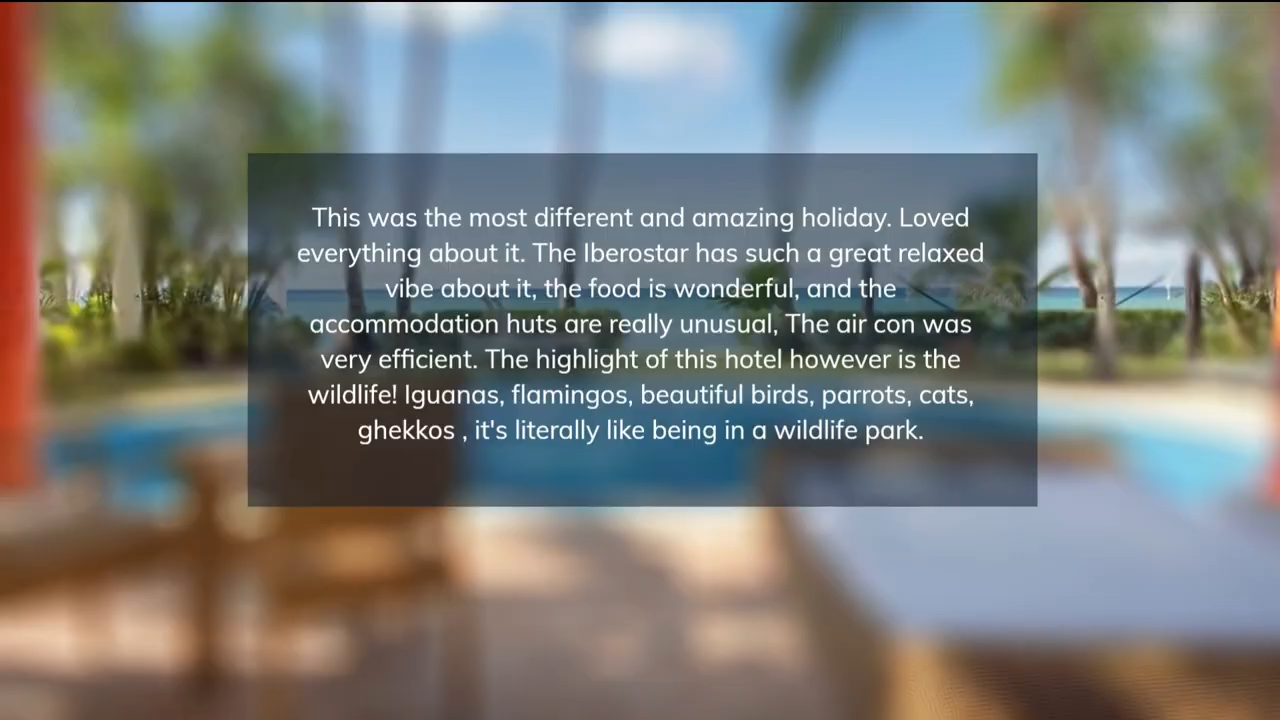 This was the most different and amazing holiday. Loved
everything about it. The Iberostar has such a great relaxed
vibe about it, the food is wonderful, and the
accommodation huts are really unusual, The air con was
very efficient. The highlight of this hotel however is the
wildlife! Iguanas, flamingos, beautiful birds, parrots, cats,
ghekkos , it's literally like being in a wildlife park.